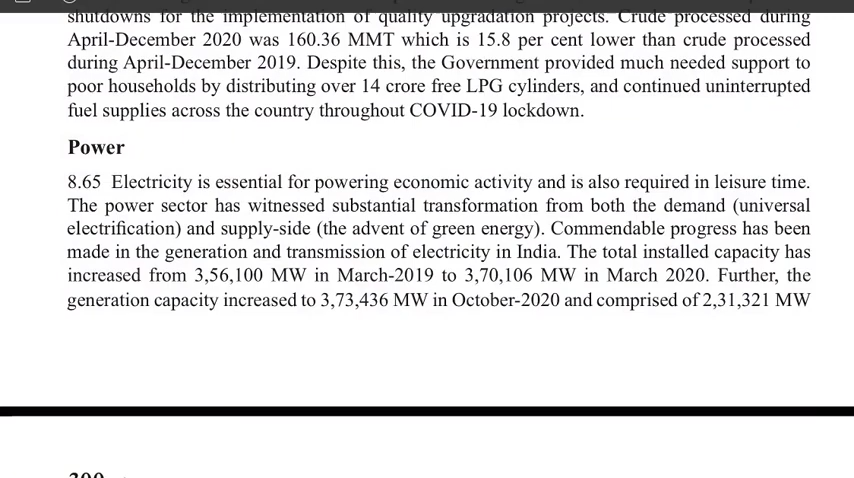 shutdowns for the implementation of quality upgradation projects. Crude processed during
April-December 2020 was 160.36 MMT which is 15.8 per cent lower than crude processed
during April-December 2019. Despite this, the Government provided much needed support to
poor households by distributing over 14 crore free LPG cylinders, and continued uninterrupted
fuel supplies across the country throughout COVID-19 lockdown.
Power
8.65 Electricity is essential for powering economic activity and is also required in leisure time.
The power sector has witnessed substantial transformation from both the demand (universal
electrification) and supply-side (the advent of green energy). Commendable progress has been
made in the generation and transmission of electricity in India. The total installed capacity has
increased from 3,56,100 MW in March-2019 to 3,70,106 MW in March 2020. Further, the
generation capacity increased to 3,73,436 MW in October-2020 and comprised of 2,31,321 MW